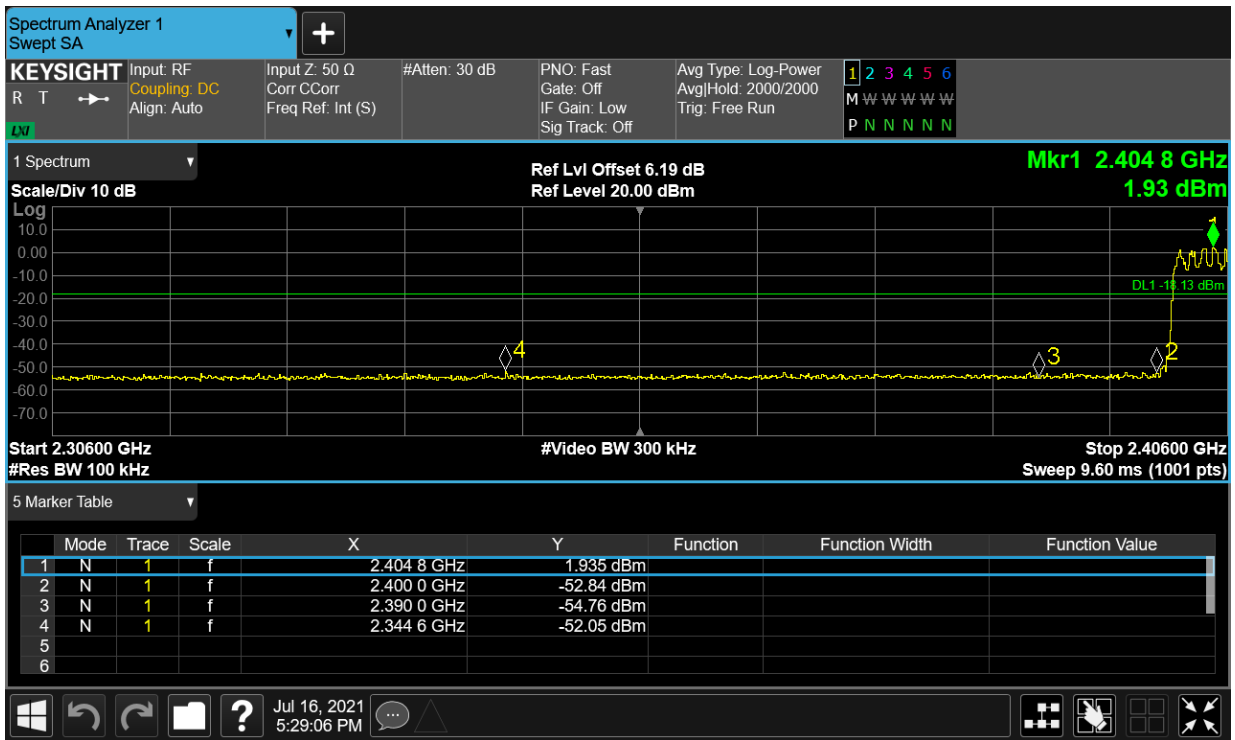 Spectrum Analyzer 1
Swept SA
KEYSIGHT Input: RF Input Z: 50 Ω #Atten: 30 dB PNO: Fast Avg Type: Log-Power 1 2 3 4 5 6
R T Coupling: DC Corr CCorr Gate: Off Avg|Hold: 2000/2000 M W W W W W
Align: Auto Freq Ref: Int (S) IF Gain: Low Trig: Free Run
LXI Sig Track: Off P N N N N N
1 Spectrum Ref Lvl Offset 6.19 dB Mkr1 2.404 8 GHz
Scale/Div 10 dB Ref Level 20.00 dBm 1.93 dBm
Log
1
10.0
0.00
-10.0
DL1 -18.13 dBm
-20.0
-30.0
-40.0
4 3 2
-50.0
-60.0
-70.0
Start 2.30600 GHz #Video BW 300 kHz Stop 2.40600 GHz
#Res BW 100 kHz Sweep 9.60 ms (1001 pts)
5 Marker Table
Mode Trace Scale X Y Function Function Width Function Value
1 N 1 f 2.404 8 GHz 1.935 dBm
2 N 1 f 2.400 0 GHz -52.84 dBm
3 N 1 f 2.390 0 GHz -54.76 dBm
4 N 1 f 2.344 6 GHz -52.05 dBm
5
6
? Jul 16, 2021
5:29:06 PM